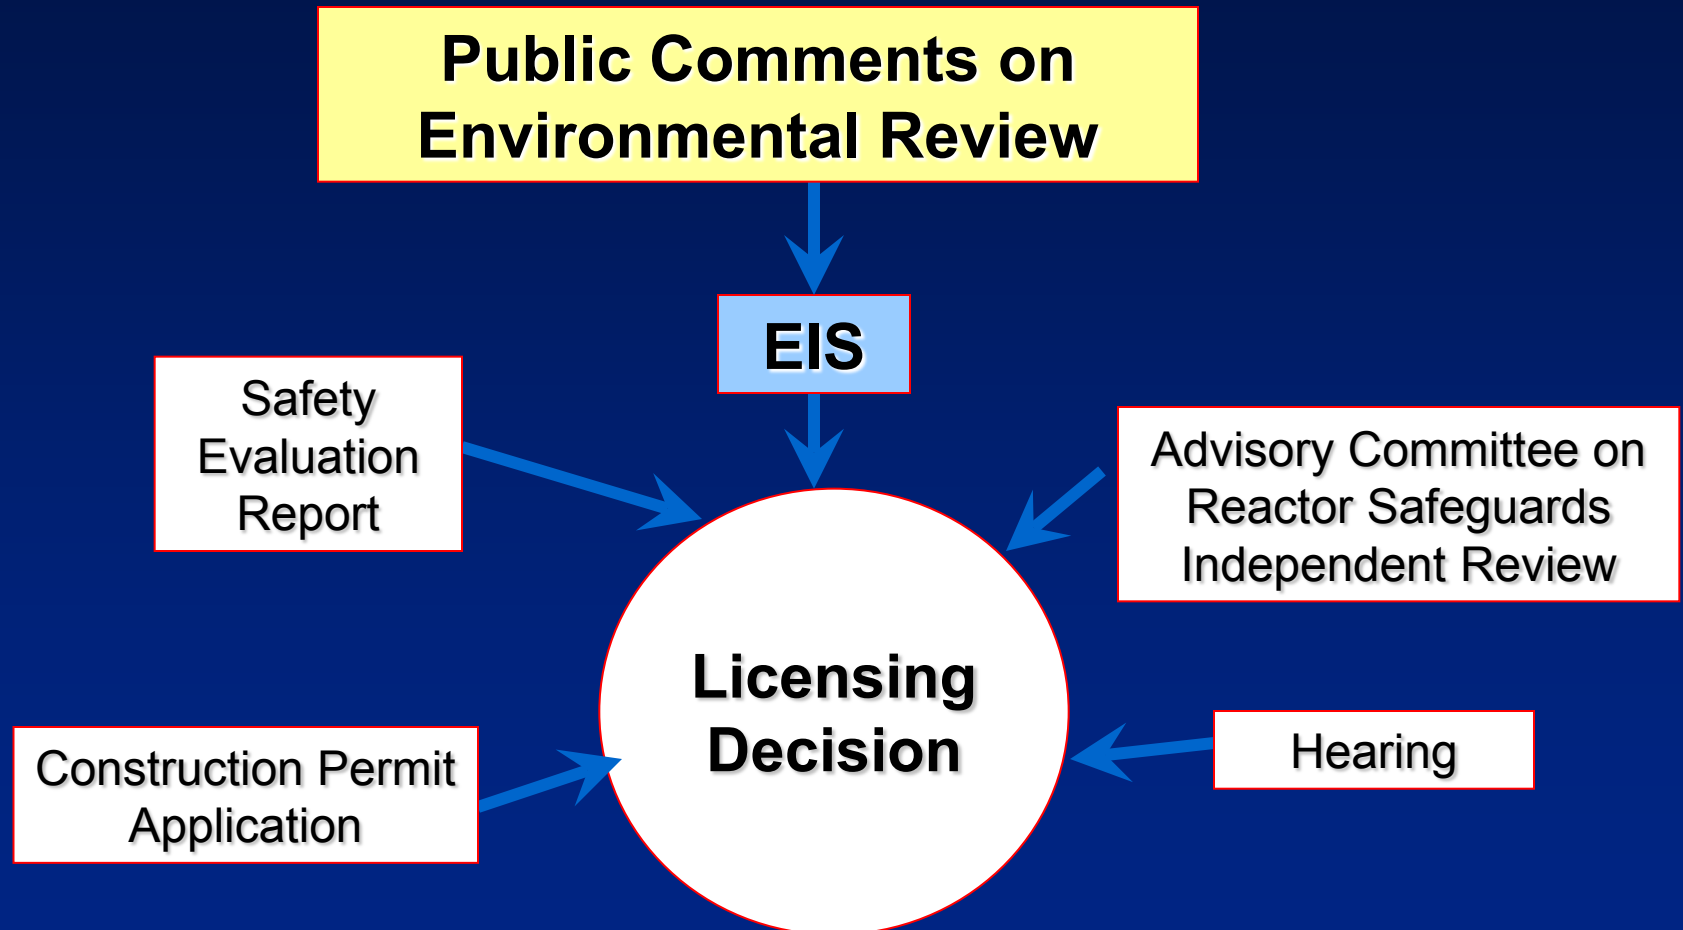 Public Comments on
Environmental Review
EIS
Safety
Evaluation
Report
Advisory Committee on
Reactor Safeguards
Independent Review
Licensing
Decision
Construction Permit
Application
Hearing